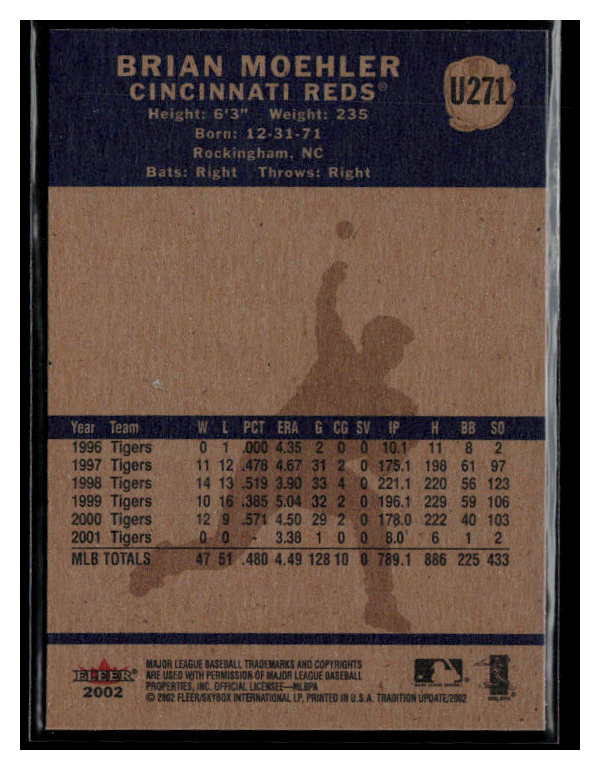 BRIAN MOEHLER
CINCINNATI REDS®
U271
Height: 6'3" Weight: 235
Born: 12-31-71
Rockingham, NC
Bats: Right Throws: Right
Year Team W L PCT ERA G CG SV IP H BB SO
1996 Tigers 0 1 .000 4.35 2 0 0 10.1 11 8 2
1997 Tigers 11 12 .478 4.67 31 2 0 175.1 198 61 97
1998 Tigers 14 13 .519 3.90 33 4 0 221.1 220 56 123
1999 Tigers 10 16 .385 5.04 32 2 0 196.1 229 59 106
2000 Tigers 12 9 .571 4.50 29 2 0 178.0 222 40 103
2001 Tigers 0 0 - 3.38 1 0 0 8.0 6 1 2
MLB TOTALS 47 51 .480 4.49 128 10 0 789.1 886 225 433
FLEER
2002
MAJOR LEAGUE BASEBALL TRADEMARKS AND COPYRIGHTS
ARE USED WITH PERMISSION OF MAJOR LEAGUE BASEBALL
PROPERTIES, INC. OFFICIAL LICENSEE—MLBPA
© 2002 FLEER/SKYBOX INTERNATIONAL LP, PRINTED IN U.S.A. TRADITION UPDATE/2002